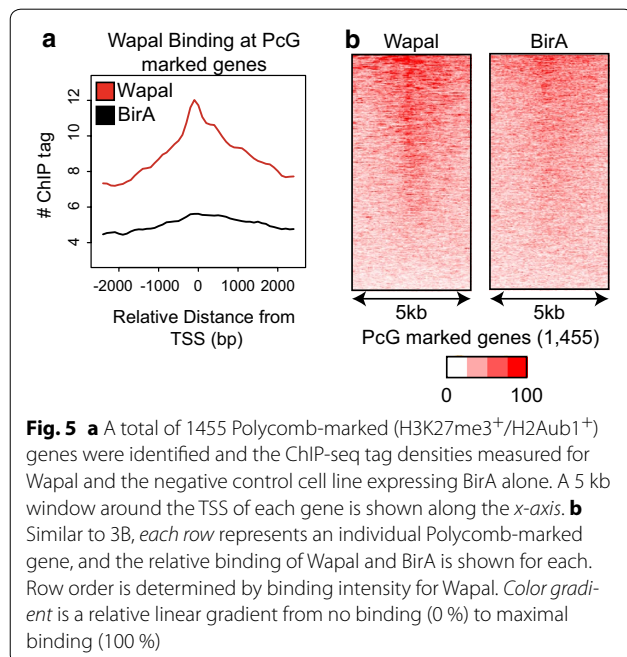 a
Wapal Binding at PcG
marked genes
Wapal
BirA
# ChIP tag
12
10
8
6
4
-2000 -1000 0 1000 2000
Relative Distance from
TSS (bp)
b
Wapal BirA
5kb 5kb
PcG marked genes (1,455)
0 100
Fig. 5 a A total of 1455 Polycomb-marked (H3K27me3+/H2Aub1+)
genes were identified and the ChIP-seq tag densities measured for
Wapal and the negative control cell line expressing BirA alone. A 5 kb
window around the TSS of each gene is shown along the x-axis. b
Similar to 3B, each row represents an individual Polycomb-marked
gene, and the relative binding of Wapal and BirA is shown for each.
Row order is determined by binding intensity for Wapal. Color gradi-
ent is a relative linear gradient from no binding (0 %) to maximal
binding (100 %)